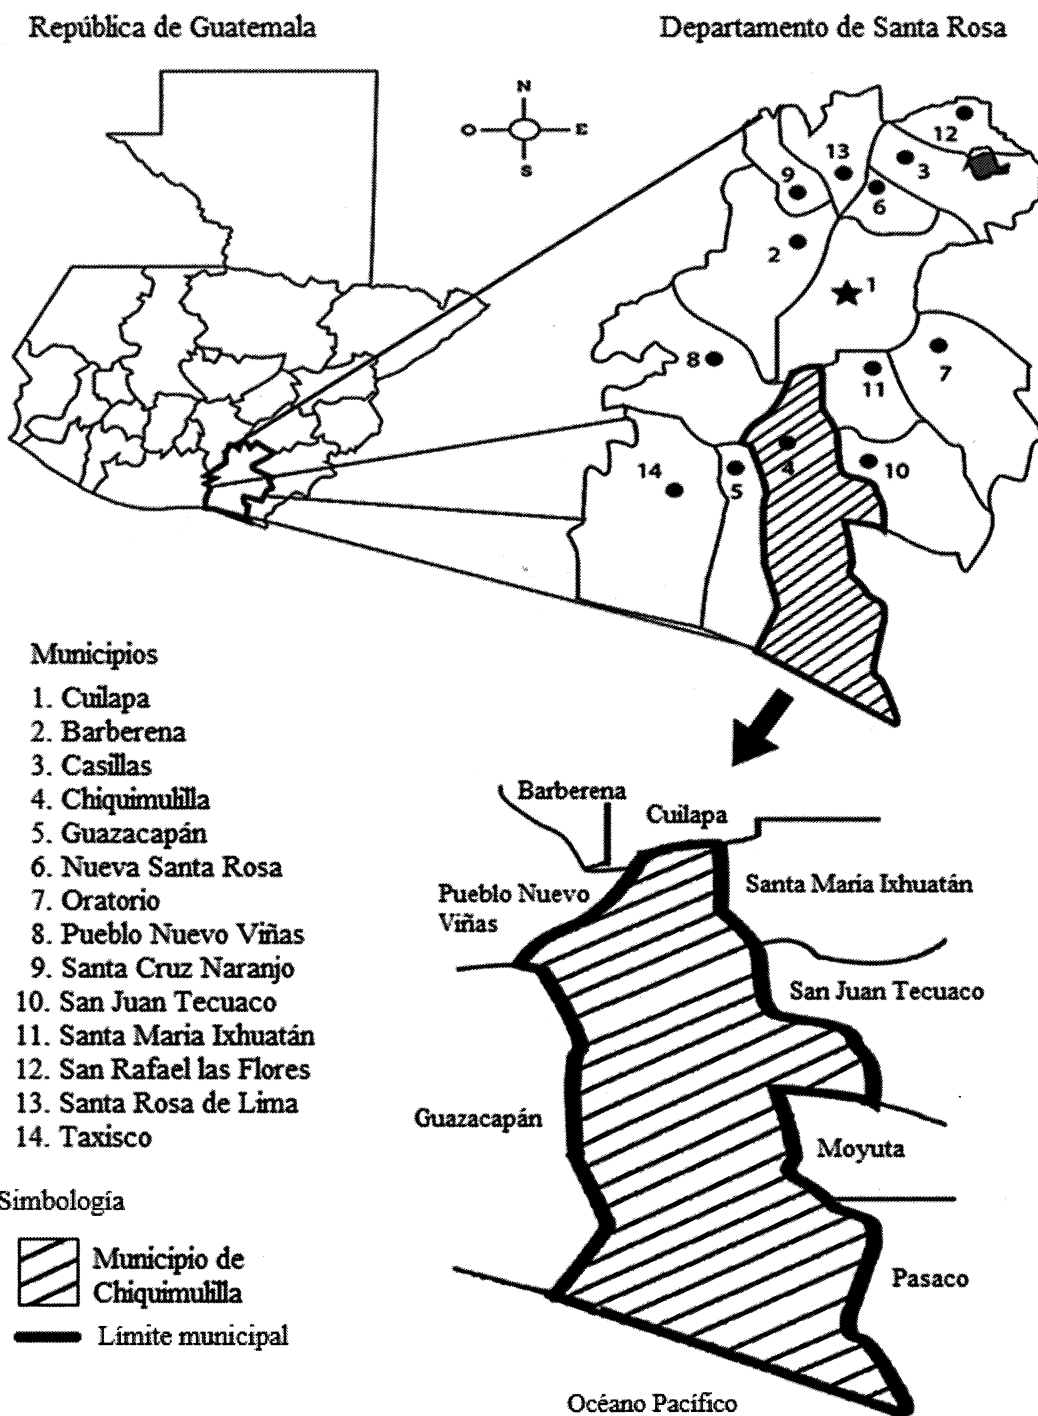 República de Guatemala
Departamento de Santa Rosa
N
O E
S
12
13
3
9
6
2
1
8
7
11
4
14
5
10
Municipios
1. Cuilapa
2. Barberena
3. Casillas
4. Chiquimulilla
5. Guazacapán
6. Nueva Santa Rosa
7. Oratorio
8. Pueblo Nuevo Viñas
9. Santa Cruz Naranjo
10. San Juan Tecuaco
11. Santa Maria Ixhuatán
12. San Rafael las Flores
13. Santa Rosa de Lima
14. Taxisco
Simbología
Municipio de
Chiquimulilla
Límite municipal
Barberena
Cuilapa
Pueblo Nuevo
Viñas
Santa Maria Ixhuatán
San Juan Tecuaco
Guazacapán
Moyuta
Pasaco
Océano Pacífico